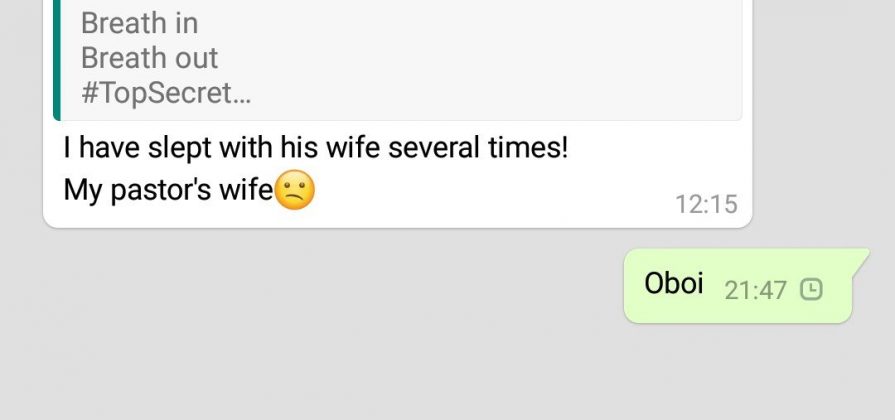 Breath in
Breath out
#TopSecret...
I have slept with his wife several times!
My pastor's wife😕
12:15
Oboi 21:47